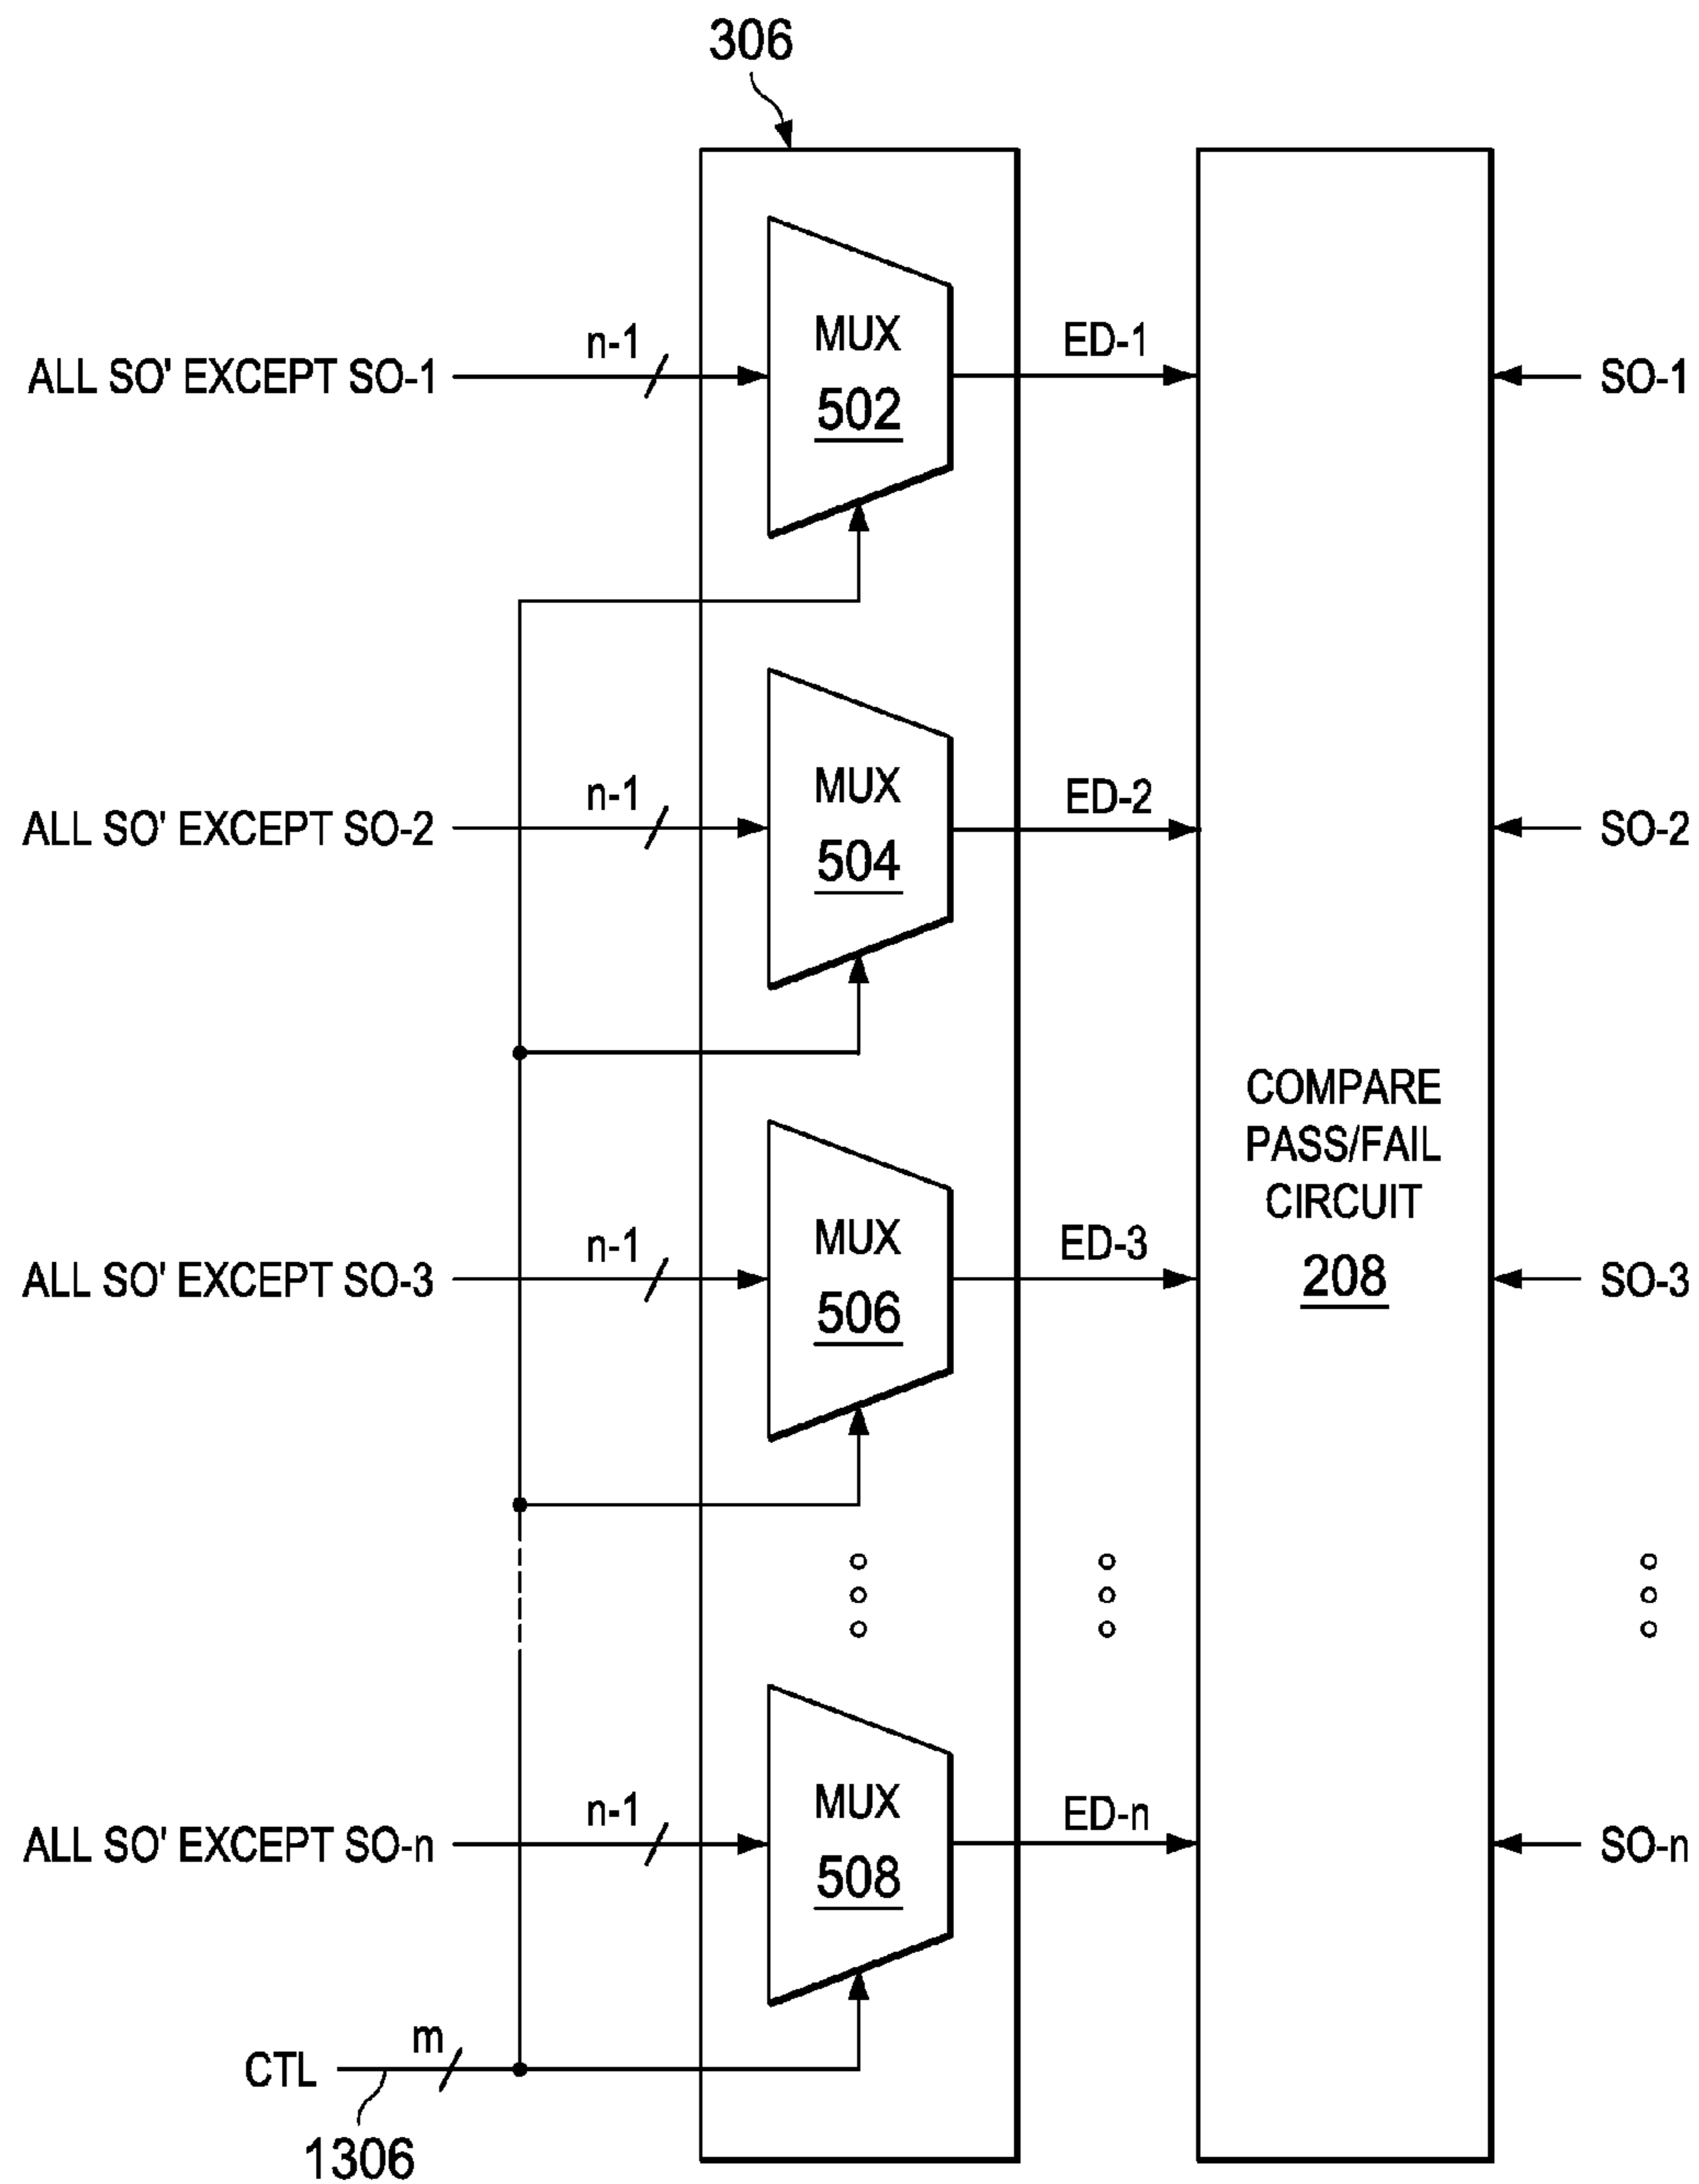 306
n-1
MUX
502
ED-1
ALL SO' EXCEPT SO-1
SO-1
n-1
MUX
504
ED-2
ALL SO' EXCEPT SO-2
SO-2
COMPARE
PASS/FAIL
CIRCUIT
208
n-1
MUX
506
ED-3
ALL SO' EXCEPT SO-3
SO-3
n-1
MUX
508
ED-n
ALL SO' EXCEPT SO-n
SO-n
m
CTL
1306